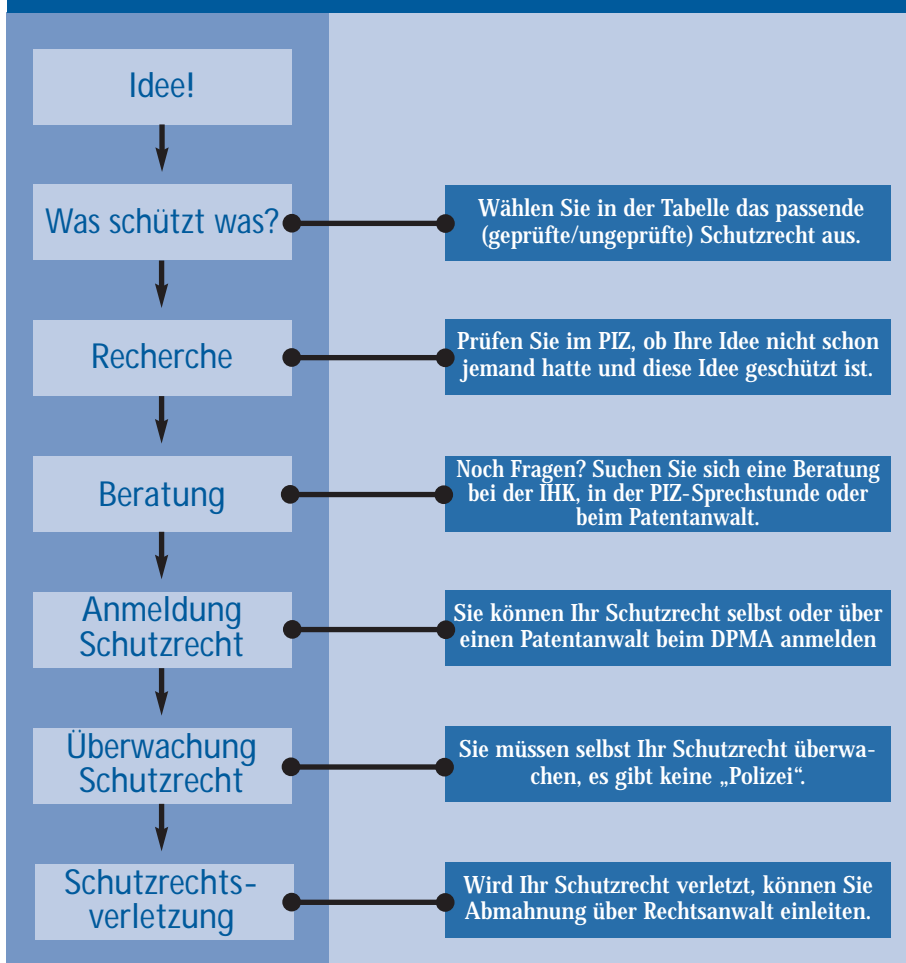 Idee!
Was schützt was?
Wählen Sie in der Tabelle das passende
(geprüfte/ungeprüfte) Schutzrecht aus.
Recherche
Prüfen Sie im PIZ, ob Ihre Idee nicht schon
jemand hatte und diese Idee geschützt ist.
Beratung
Noch Fragen? Suchen Sie sich eine Beratung
bei der IHK, in der PIZ-Sprechstunde oder
beim Patentanwalt.
Anmeldung
Schutzrecht
Sie können Ihr Schutzrecht selbst oder über
einen Patentanwalt beim DPMA anmelden
Überwachung
Schutzrecht
Sie müssen selbst Ihr Schutzrecht überwa-
chen, es gibt keine „Polizei“.
Schutzrechts-
verletzung
Wird Ihr Schutzrecht verletzt, können Sie
Abmahnung über Rechtsanwalt einleiten.